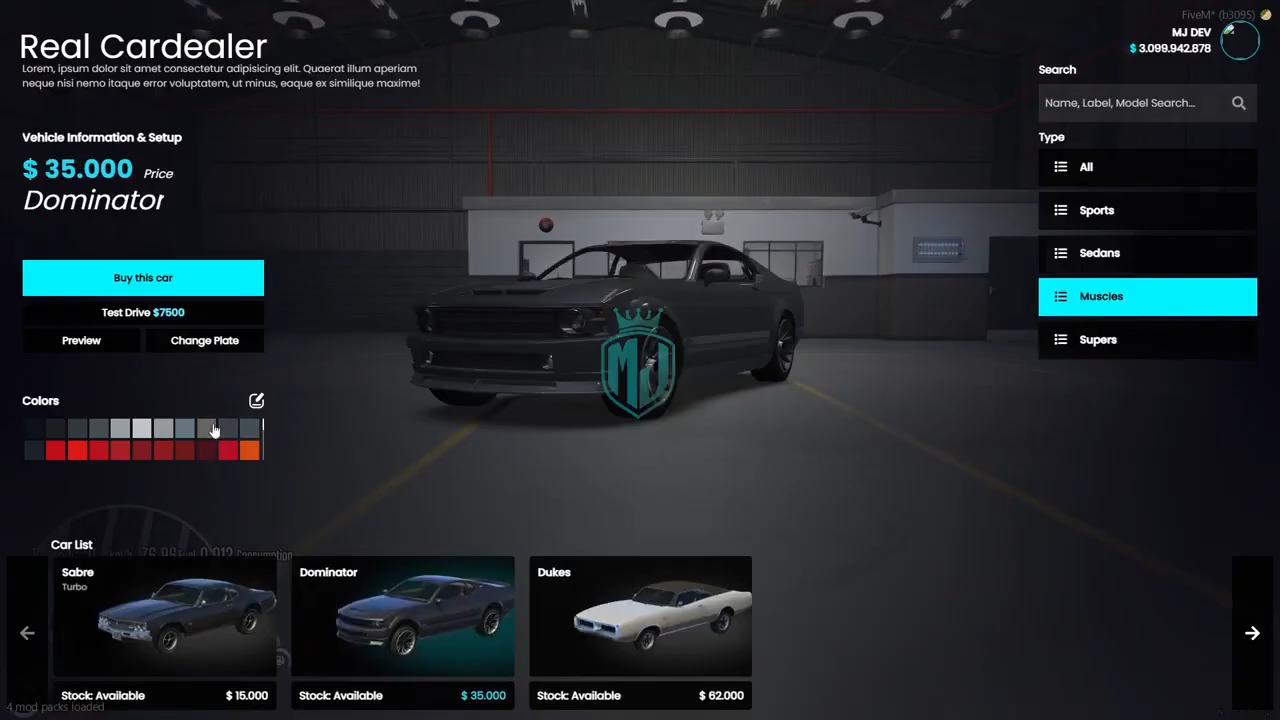 FiveM* (b3095)
Real Cardealer
Lorem, ipsum dolor sit amet consectetur adipisicing elit. Quaerat illum aperiam
neque nisi nemo itaque error voluptatem, ut minus, eaque ex similique maxime!
MJ DEV
$ 3.099.942.878
Search
Name, Label, Model Search...
Type
All
Sports
Sedans
Muscles
Supers
Vehicle Information & Setup
$ 35.000 Price
Dominator
Buy this car
Test Drive $7500
Preview
Change Plate
Colors
MJ
Car List
km/h
Consumption
Sabre
Turbo
Stock: Available
$ 15.000
Dominator
Stock: Available
$ 35.000
Dukes
Stock: Available
$ 62.000
4 mod packs loaded